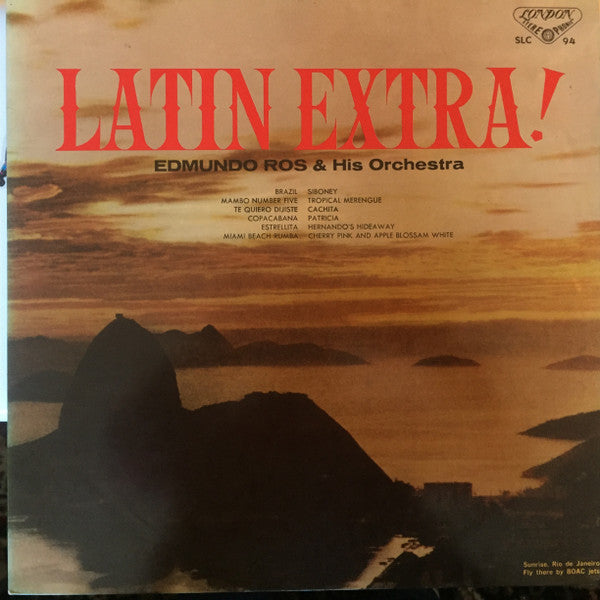 LONDON
STEREOPHONIC
SLC 94
LATIN EXTRA!
EDMUNDO ROS & His Orchestra
BRAZIL SIBONEY
MAMBO NUMBER FIVE TROPICAL MERENGUE
TE QUIERO DIJISTE CACHITA
COPACABANA PATRICIA
ESTRELLITA HERNANDO'S HIDEAWAY
MIAMI BEACH RUMBA CHERRY PINK AND APPLE BLOSSAM WHITE
Sunrise, Rio de Janeiro
Fly there by BOAC jets